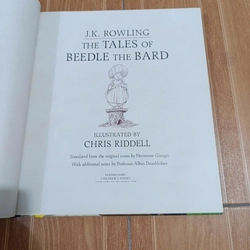 J.K. ROWLING
THE TALES OF
BEEDLE THE BARD
ILLUSTRATED BY
CHRIS RIDDELL
Translated from the original runes by Hermione Granger
With additional notes by Professor Albus Dumbledore